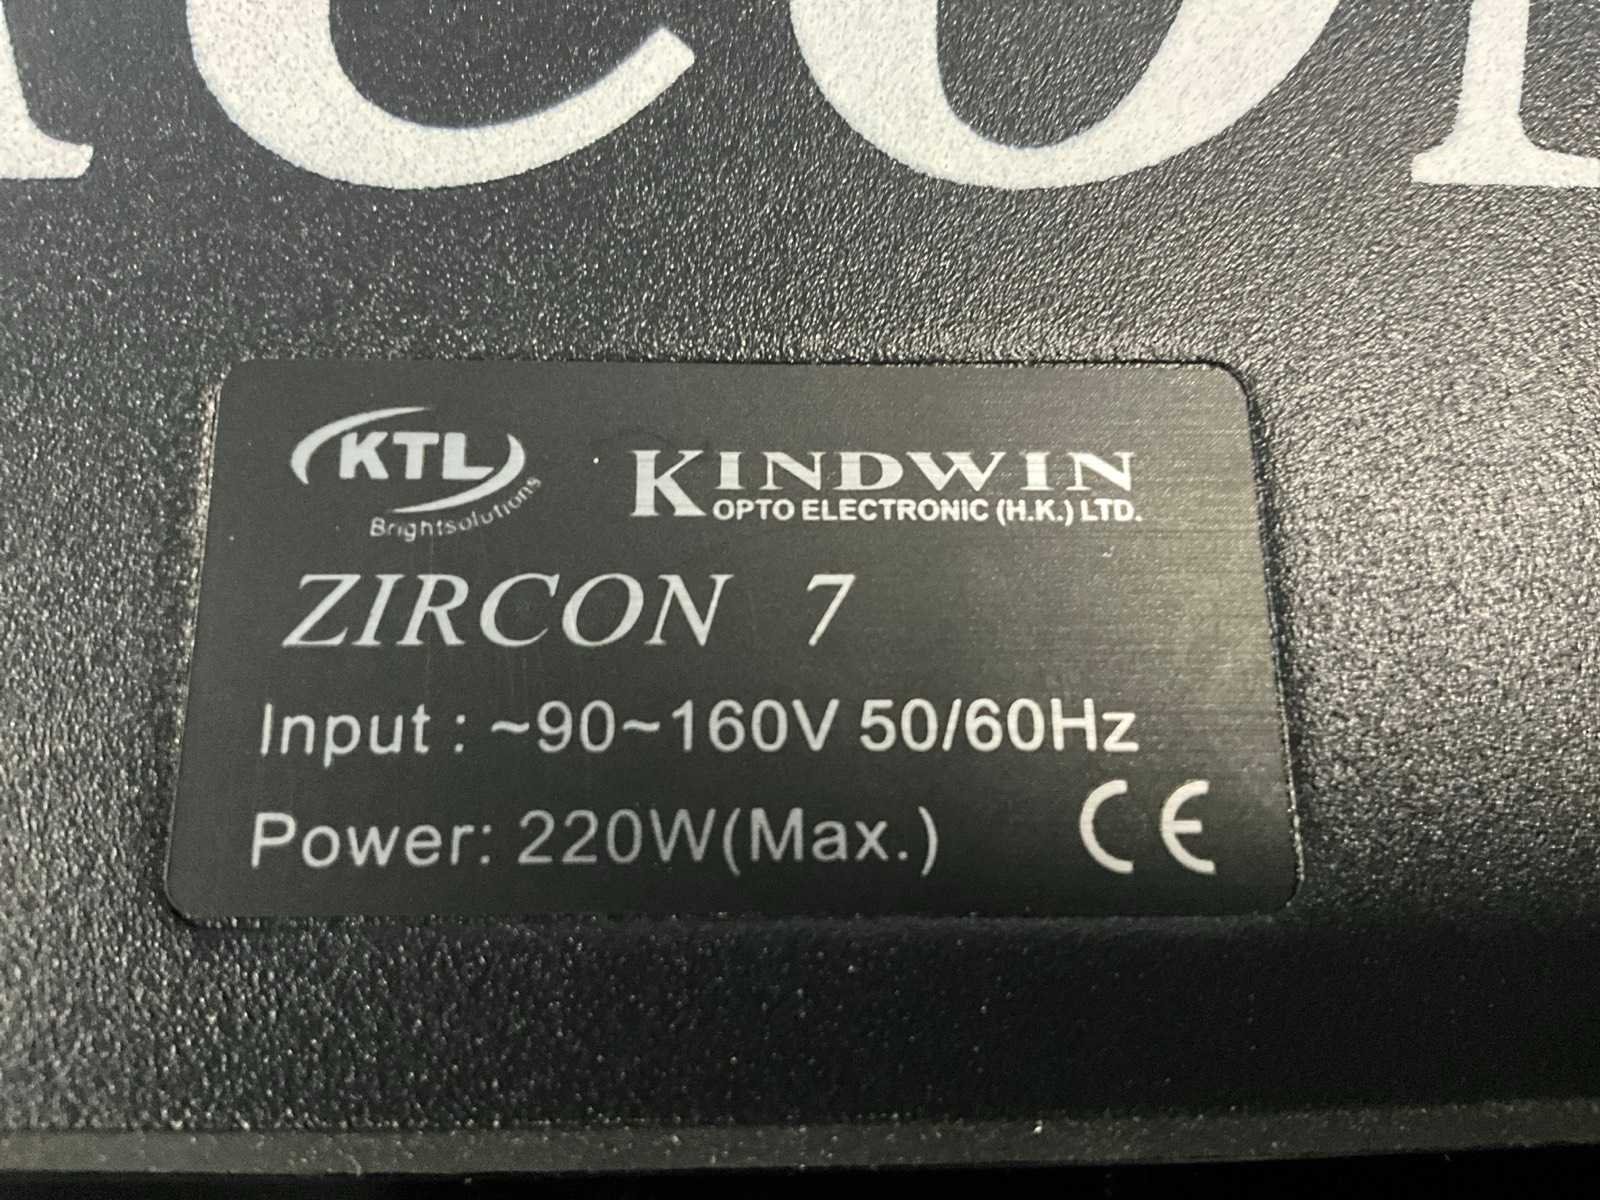 KTL
Brightsolutions
KINDWIN
OPTO ELECTRONIC (H.K.) LTD.
ZIRCON 7
Input : ~90~160V 50/60Hz
Power: 220W(Max.)
CE